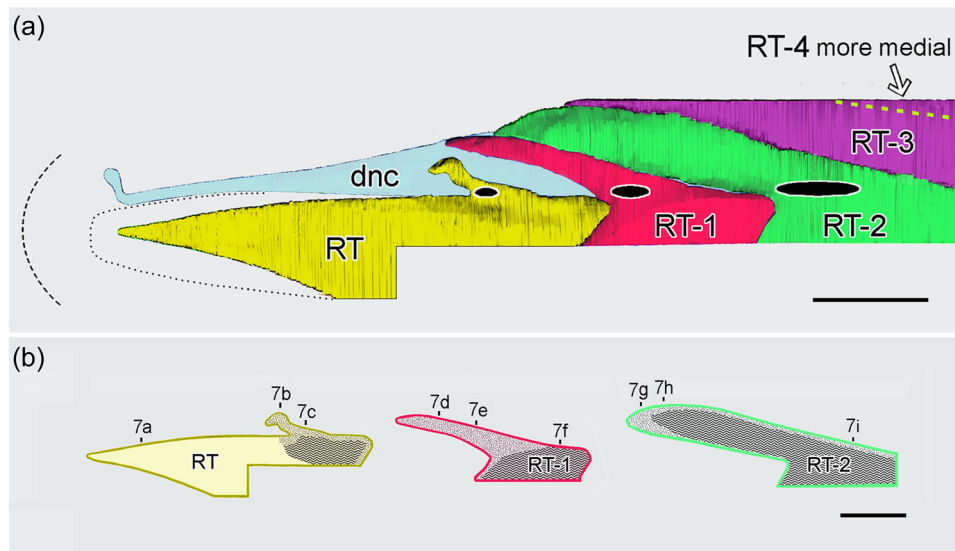 (a)
RT-4 more medial
RT-3
dnc
RT
RT-1
RT-2
(b)
7a
7b
7c
RT
7d
7e
7f
RT-1
7g
7h
7i
RT-2